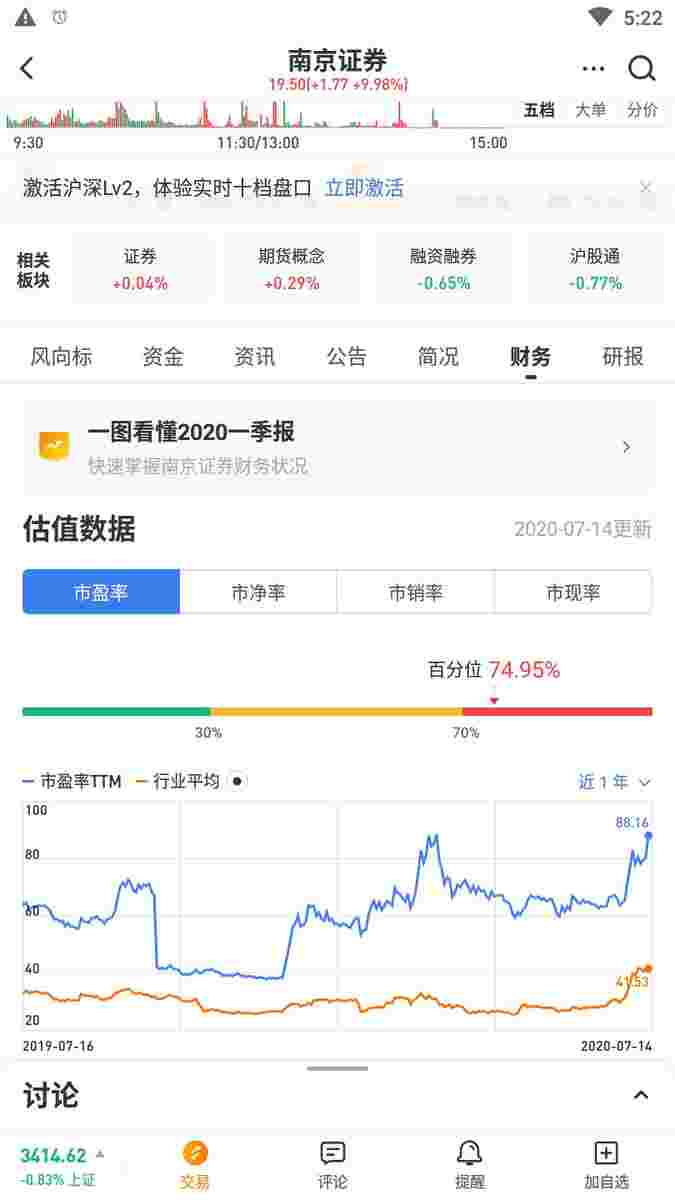 5:22
南京证券
19.50(+1.77 +9.98%)
五档 大单 分价
9:30 11:30/13:00 15:00
激活沪深Lv2，体验实时十档盘口 立即激活
相关板块
证券 期货概念 融资融券 沪股通
+0.04% +0.29% -0.65% -0.77%
风向标 资金 资讯 公告 简况 财务 研报
一图看懂2020一季报
快速掌握南京证券财务状况
估值数据 2020-07-14更新
市盈率 市净率 市销率 市现率
百分位 74.95%
30% 70%
市盈率TTM 行业平均 近1年
100
88.16
80
60
40
41.53
20
2019-07-16 2020-07-14
讨论
3414.62
-0.83% 上证
交易 评论 提醒 加自选